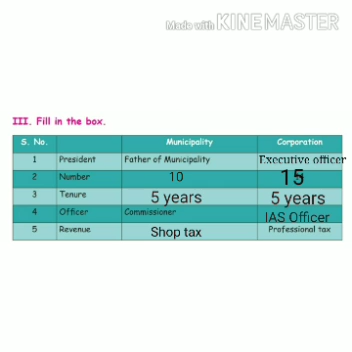 Made with KINEMASTER
III. Fill in the box.
S. No. Municipality Corporation
1 President Father of Municipality Executive officer
2 Number 10 15
3 Tenure 5 years 5 years
4 Officer Commissioner IAS Officer
5 Revenue Shop tax Professional tax